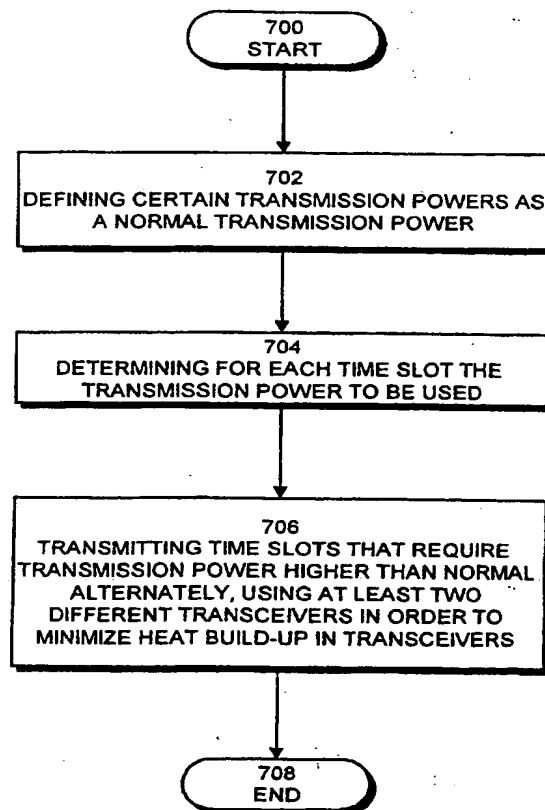 700
START
702
DEFINING CERTAIN TRANSMISSION POWERS AS
A NORMAL TRANSMISSION POWER
704
DETERMINING FOR EACH TIME SLOT THE
TRANSMISSION POWER TO BE USED
706
TRANSMITTING TIME SLOTS THAT REQUIRE
TRANSMISSION POWER HIGHER THAN NORMAL
ALTERNATELY, USING AT LEAST TWO
DIFFERENT TRANSCEIVERS IN ORDER TO
MINIMIZE HEAT BUILD-UP IN TRANSCEIVERS
708
END